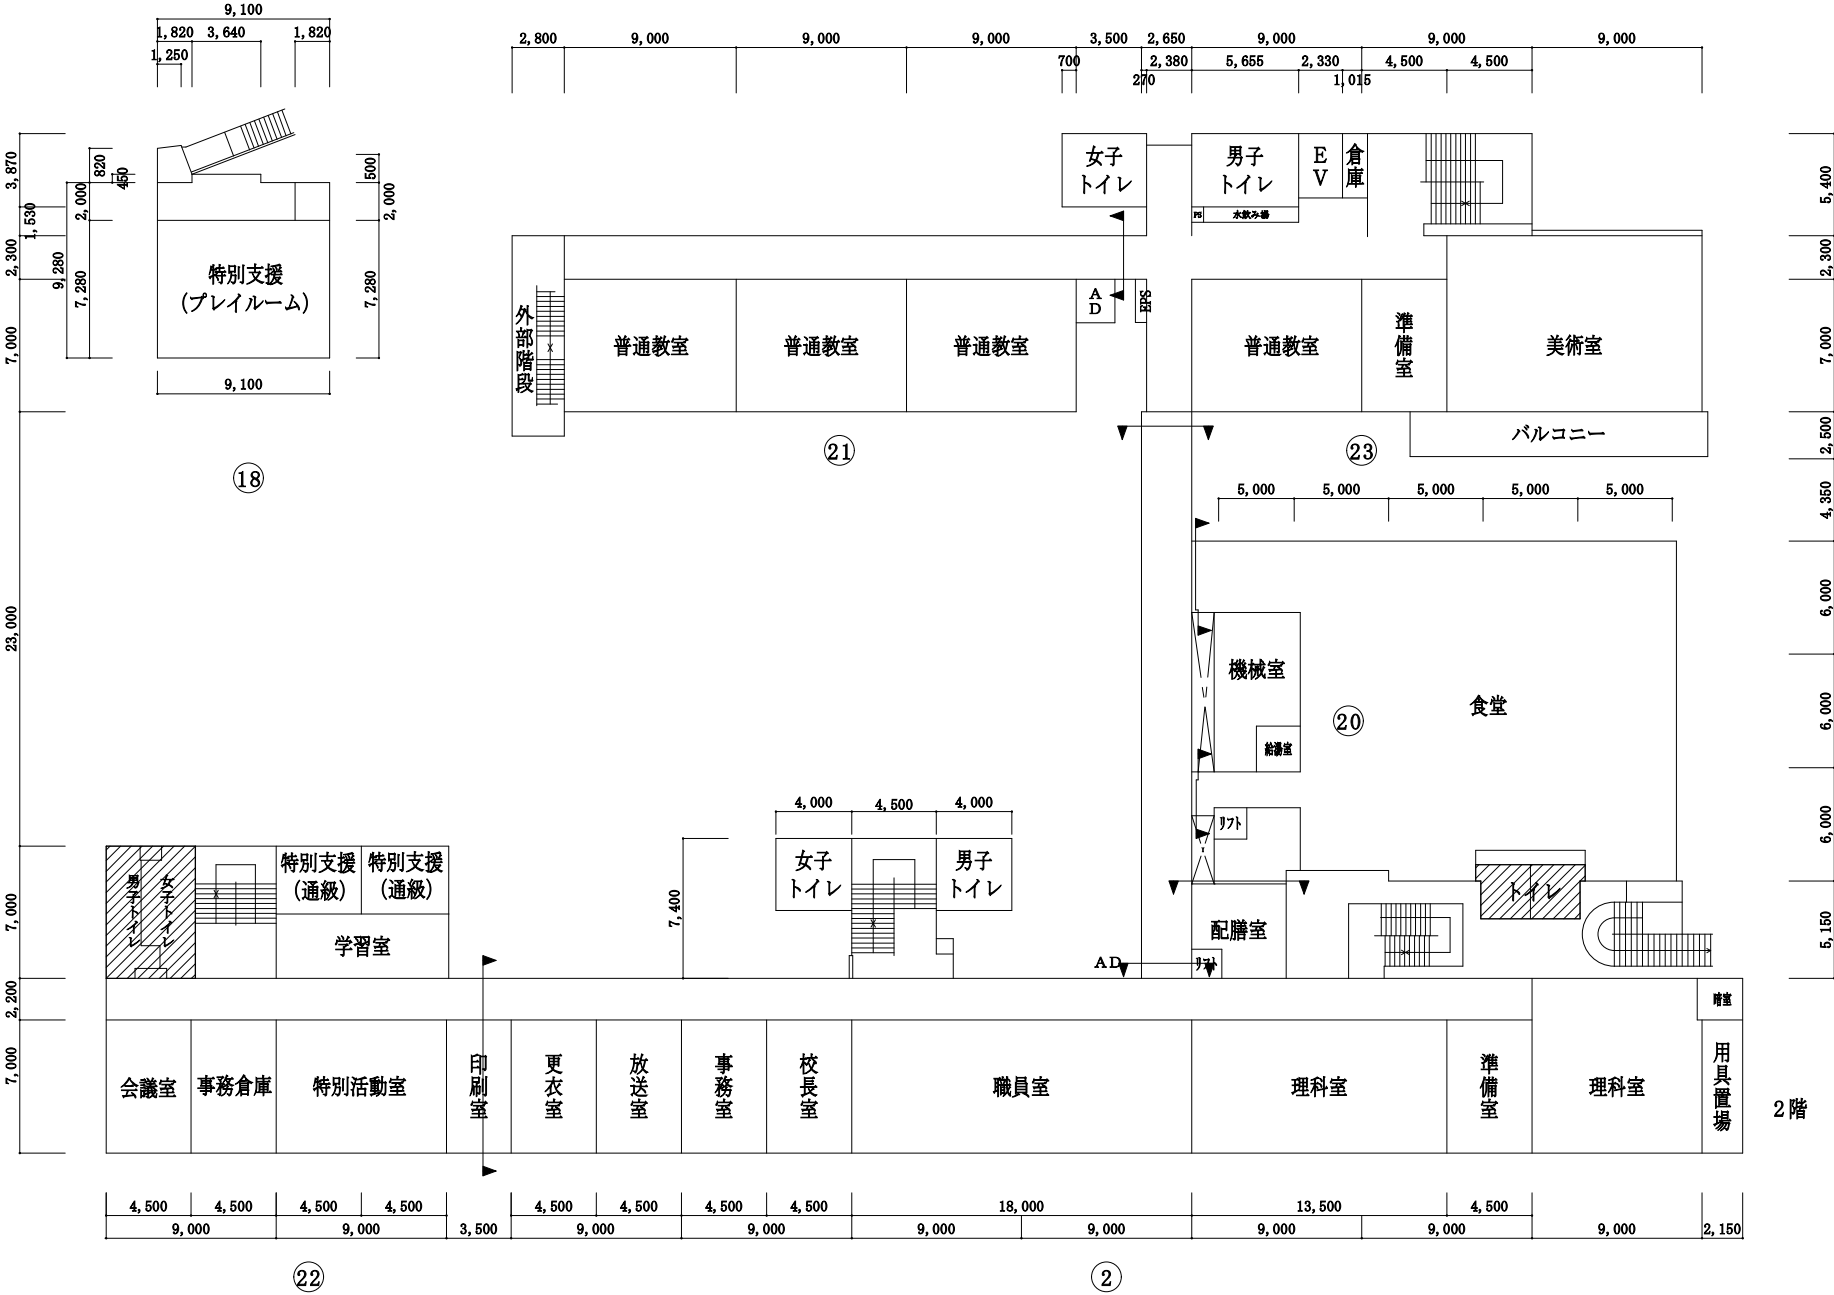 9,100
1,820 3,640 1,820
1,250
2,800 9,000 9,000 9,000 3,500 2,650 9,000 9,000 9,000
700 2,380 5,655 2,330 4,500 4,500
270 1,015
3,870
1,530
2,300
7,000
23,000
7,000
2,200
7,000
820
450
2,000
9,280
7,280
500
2,000
7,280
特別支援
(プレイルーム)
9,100
18
女子
トイレ
男子
トイレ
EV
倉庫
PS
水飲み場
外部階段
普通教室
普通教室
普通教室
AD
EPS
普通教室
準備室
美術室
バルコニー
21
23
5,400
2,300
7,000
2,500
4,350
6,000
6,000
6,000
5,150
5,000 5,000 5,000 5,000 5,000
機械室
給湯室
20
食堂
リフト
トイレ
配膳室
リフト
AD
4,000 4,500 4,000
7,400
女子
トイレ
男子
トイレ
男子トイレ
女子トイレ
特別支援
(通級)
特別支援
(通級)
学習室
暗室
会議室
事務倉庫
特別活動室
印刷室
更衣室
放送室
事務室
校長室
職員室
理科室
準備室
理科室
用具置場
2階
4,500 4,500 4,500 4,500 4,500 4,500 4,500 4,500 18,000 13,500 4,500
9,000 9,000 3,500 9,000 9,000 9,000 9,000 9,000 9,000 9,000 2,150
22
2